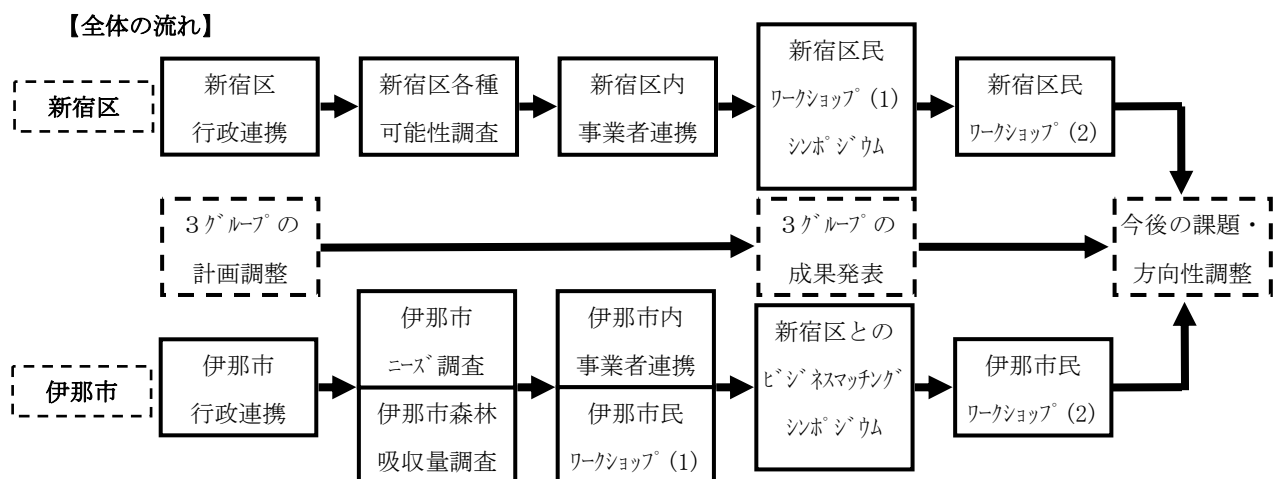 【全体の流れ】
新宿区
新宿区
行政連携
新宿区各種
可能性調査
新宿区内
事業者連携
新宿区民
ワークショップ(1)
シンポジウム
新宿区民
ワークショップ(2)
3グループの
計画調整
3グループの
成果発表
今後の課題・
方向性調整
伊那市
伊那市
行政連携
伊那市
ニーズ調査
伊那市森林
吸収量調査
伊那市内
事業者連携
伊那市民
ワークショップ(1)
新宿区との
ビジネスマッチング
シンポジウム
伊那市民
ワークショップ(2)